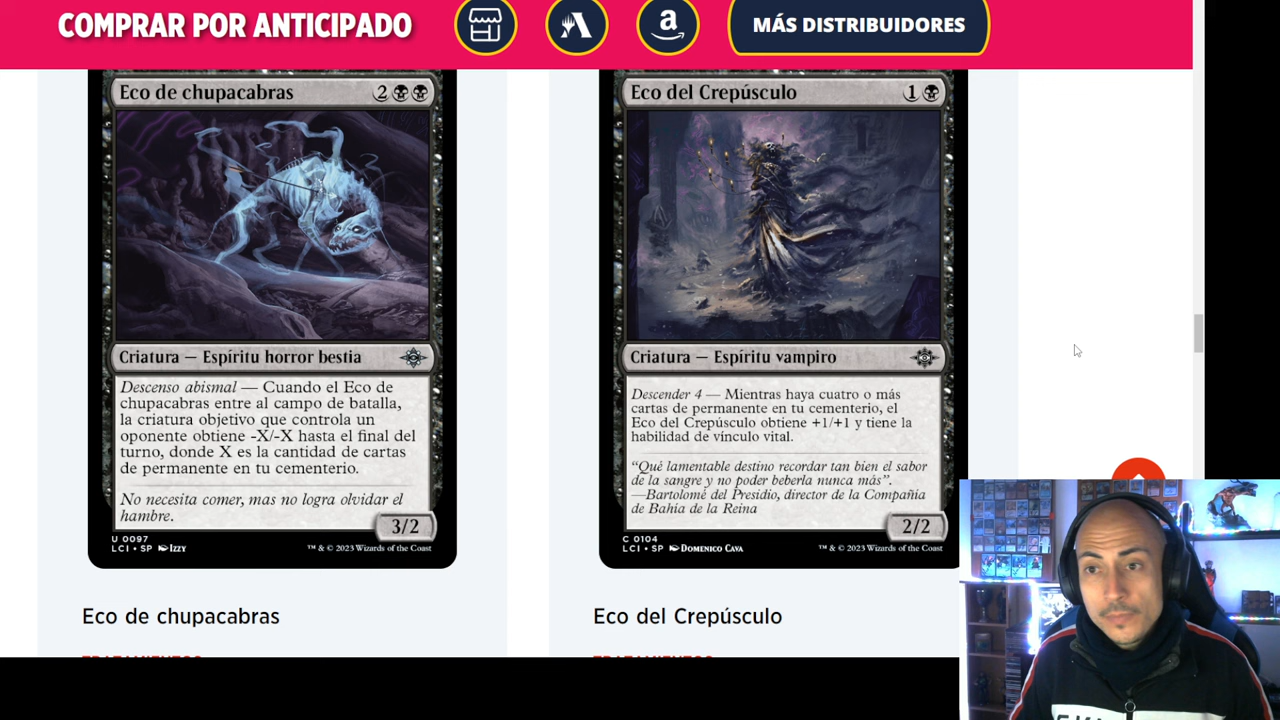 COMPRAR POR ANTICIPADO
a
MÁS DISTRIBUIDORES
Eco de chupacabras
2
Criatura — Espíritu horror bestia
Descenso abismal — Cuando el Eco de
chupacabras entre al campo de batalla,
la criatura objetivo que controla un
oponente obtiene -X/-X hasta el final del
turno, donde X es la cantidad de cartas
de permanente en tu cementerio.
No necesita comer, mas no logra olvidar el
hambre.
3/2
U 0097
LCI • SP Izzy
™ & © 2023 Wizards of the Coast
Eco del Crepúsculo
1
Criatura — Espíritu vampiro
Descender 4 — Mientras haya cuatro o más
cartas de permanente en tu cementerio, el
Eco del Crepúsculo obtiene +1/+1 y tiene la
habilidad de vínculo vital.
“Qué lamentable destino recordar tan bien el sabor
de la sangre y no poder beberla nunca más”.
—Bartolomé del Presidio, director de la Compañía
de Bahía de la Reina
2/2
C 0104
LCI • SP Domenico Cava
™ & © 2023 Wizards of the Coast
Eco de chupacabras
Eco del Crepúsculo
TRATAMIENTOS
TRATAMIENTOS